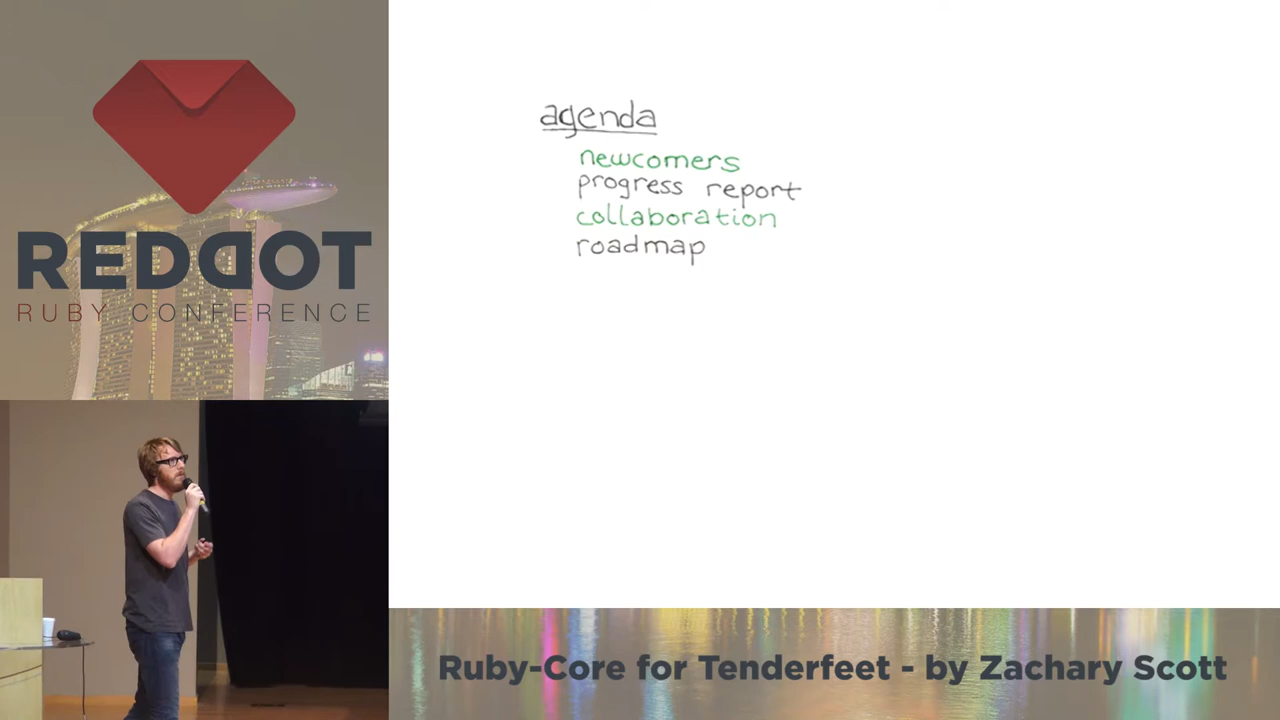 REDDOT
RUBY CONFERENCE
agenda
newcomers
progress report
collaboration
roadmap
Ruby-Core for Tenderfeet - by Zachary Scott